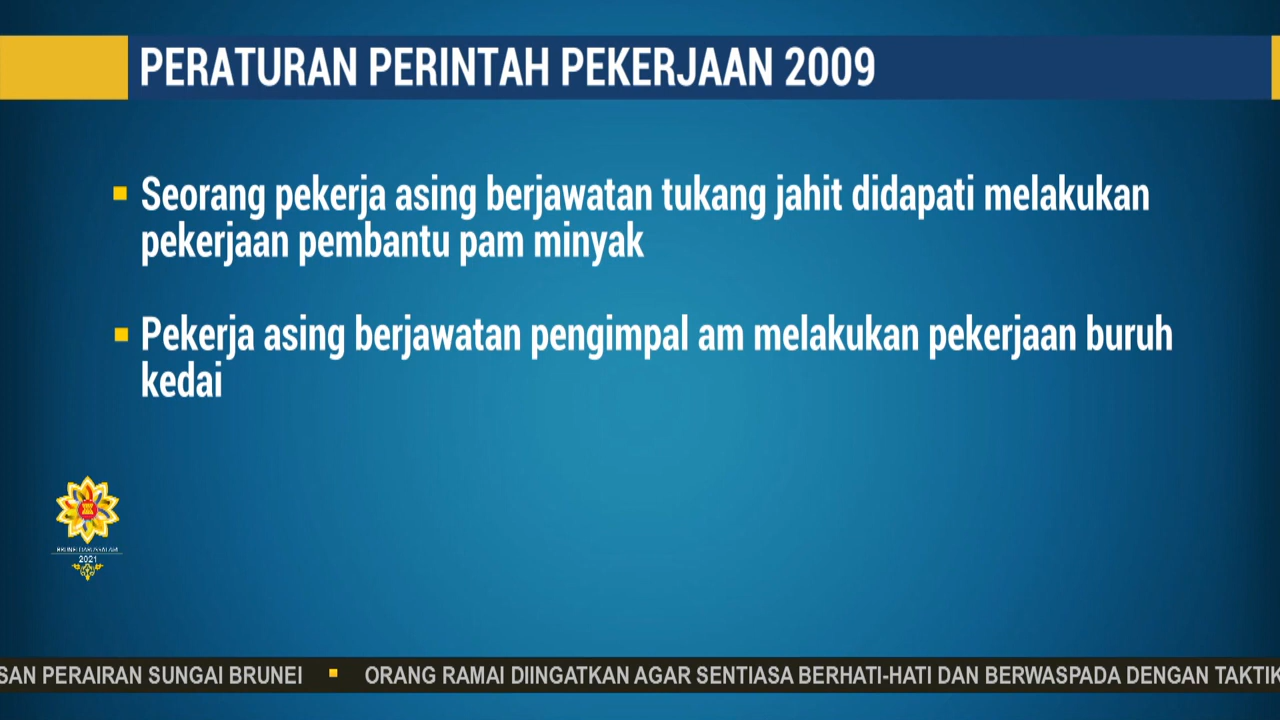 PERATURAN PERINTAH PEKERJAAN 2009
Seorang pekerja asing berjawatan tukang jahit didapati melakukan
pekerjaan pembantu pam minyak
Pekerja asing berjawatan pengimpal am melakukan pekerjaan buruh
kedai
BRUNEI DARUSSALAM
2021
SAN PERAIRAN SUNGAI BRUNEI ▪ ORANG RAMAI DIINGATKAN AGAR SENTIASA BERHATI-HATI DAN BERWASPADA DENGAN TAKTIK